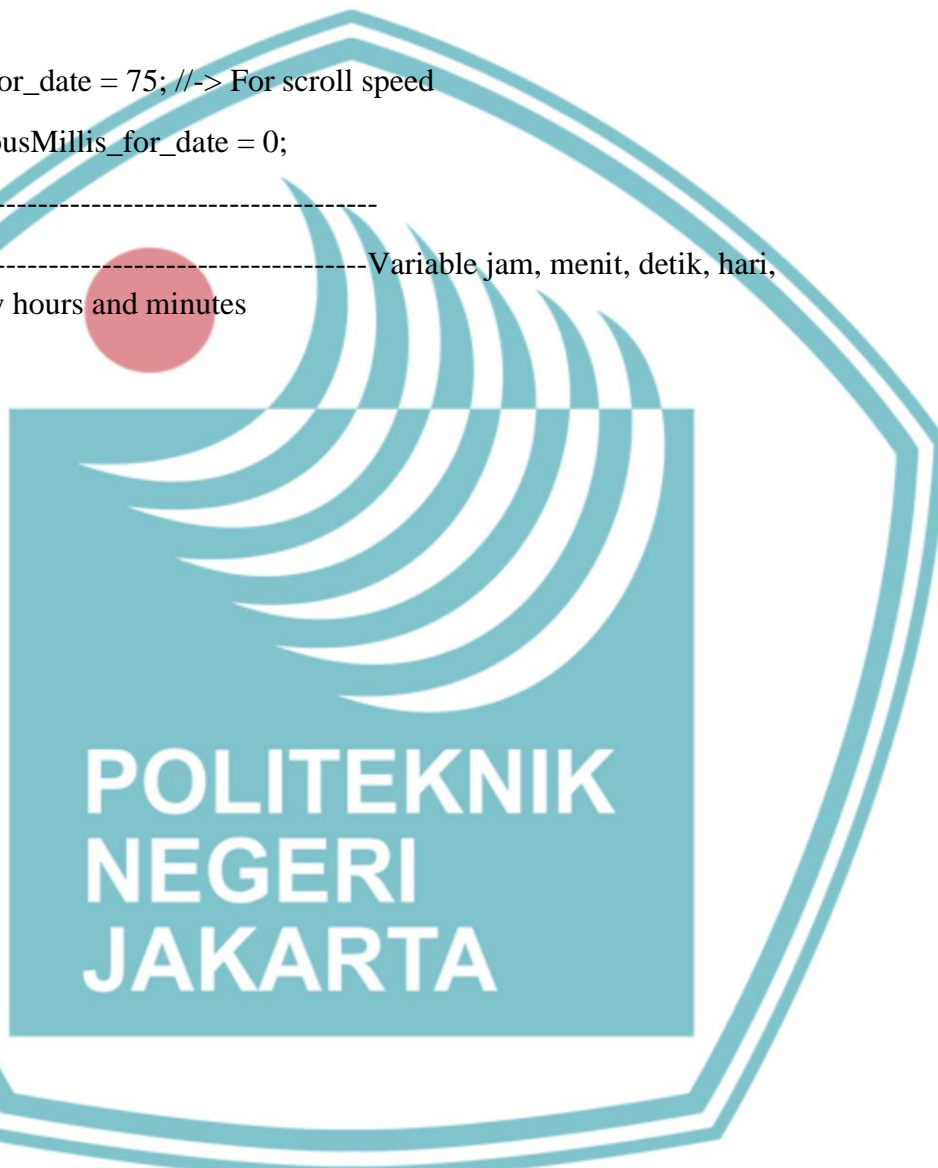 or_date = 75; //-> For scroll speed
ousMillis_for_date = 0;
-----------------------------------
-----------------------------------Variable jam, menit, detik, hari,
hours and minutes
POLITEKNIK
NEGERI
JAKARTA